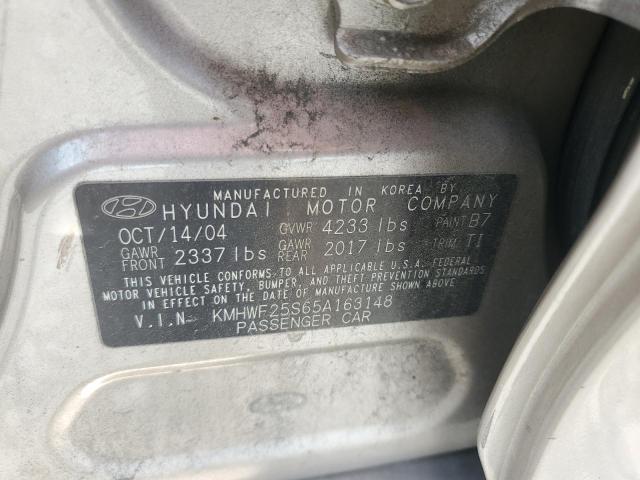 MANUFACTURED IN KOREA BY
HYUNDAI MOTOR COMPANY
OCT/14/04 GVWR 4233 lbs PAINT B7
GAWR FRONT 2337 lbs GAWR REAR 2017 lbs TRIM TI
THIS VEHICLE CONFORMS TO ALL APPLICABLE U.S.A. FEDERAL
MOTOR VEHICLE SAFETY, BUMPER, AND THEFT PREVENTION STANDARDS
IN EFFECT ON THE DATE OF MANUFACTURE SHOWN ABOVE
V.I.N KMHWF25S65A163148
PASSENGER CAR